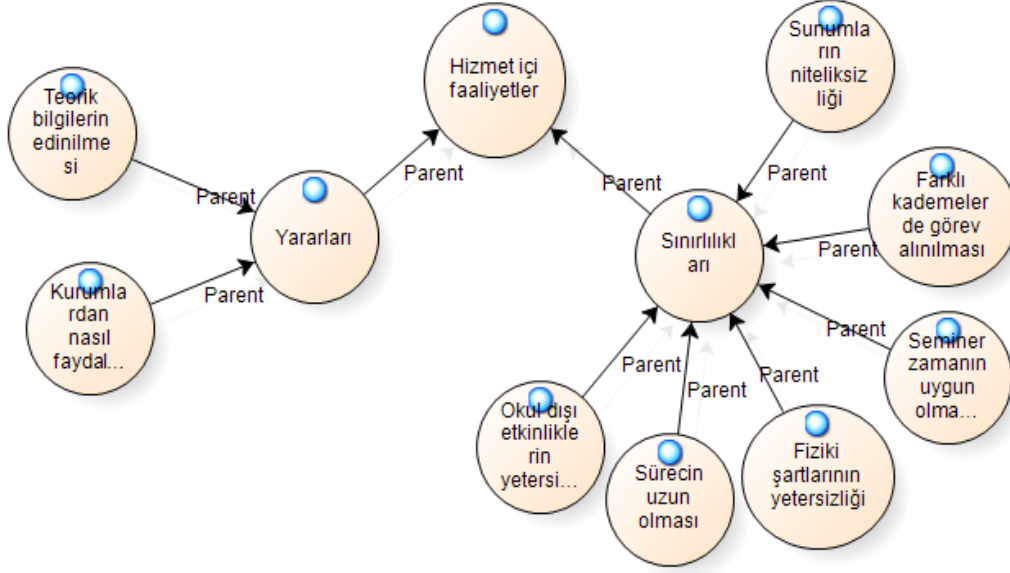 Hizmet içi
faaliyetler
Sunumla
rın
niteliksiz
liği
Teorik
bilgilerin
edinilme
si
Parent
Parent
Parent
Farklı
kademeler
de görev
alınılması
Yararları
Sınırlılıkl
arı
Parent
Kurumla
rdan
nasıl
faydal...
Parent
Parent
Seminer
zamanın
uygun
olma...
Parent
Parent
Parent
Okul dışı
etkinlikle
rin
yetersi...
Sürecin
uzun
olması
Fiziki
şartlarının
yetersizliği